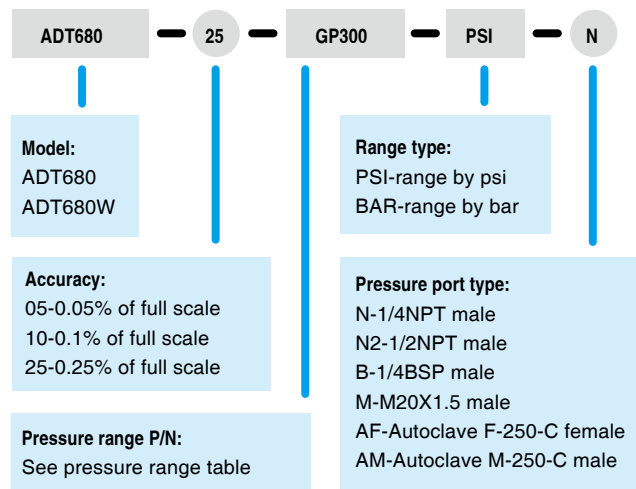 ADT680 25 GP300 PSI N
Model:
ADT680
ADT680W
Accuracy:
05-0.05% of full scale
10-0.1% of full scale
25-0.25% of full scale
Pressure range P/N:
See pressure range table
Range type:
PSI-range by psi
BAR-range by bar
Pressure port type:
N-1/4NPT male
N2-1/2NPT male
B-1/4BSP male
M-M20X1.5 male
AF-Autoclave F-250-C female
AM-Autoclave M-250-C male